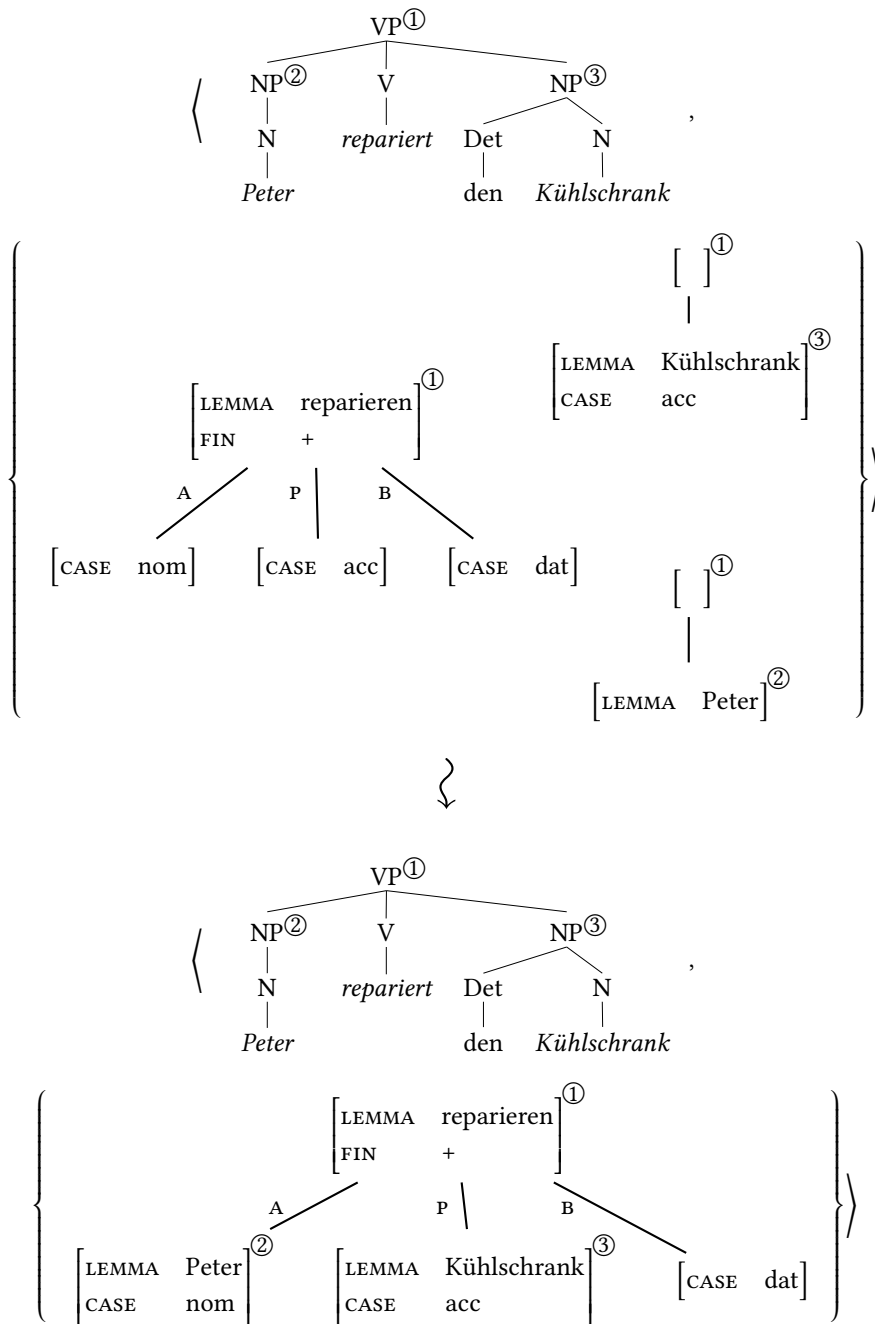 VP①
NP② V NP③
⟨ N repariert Det N ,
Peter den Kühlschrank
[ ]①
[LEMMA Kühlschrank
CASE acc]③
[LEMMA reparieren
FIN +]①
A P B
[CASE nom] [CASE acc] [CASE dat]
[ ]①
[LEMMA Peter]②
⟩
VP①
NP② V NP③
⟨ N repariert Det N ,
Peter den Kühlschrank
[LEMMA reparieren
FIN +]①
A P B
[LEMMA Peter]② [LEMMA Kühlschrank]③ [CASE dat] ⟩
[CASE nom] [CASE acc]